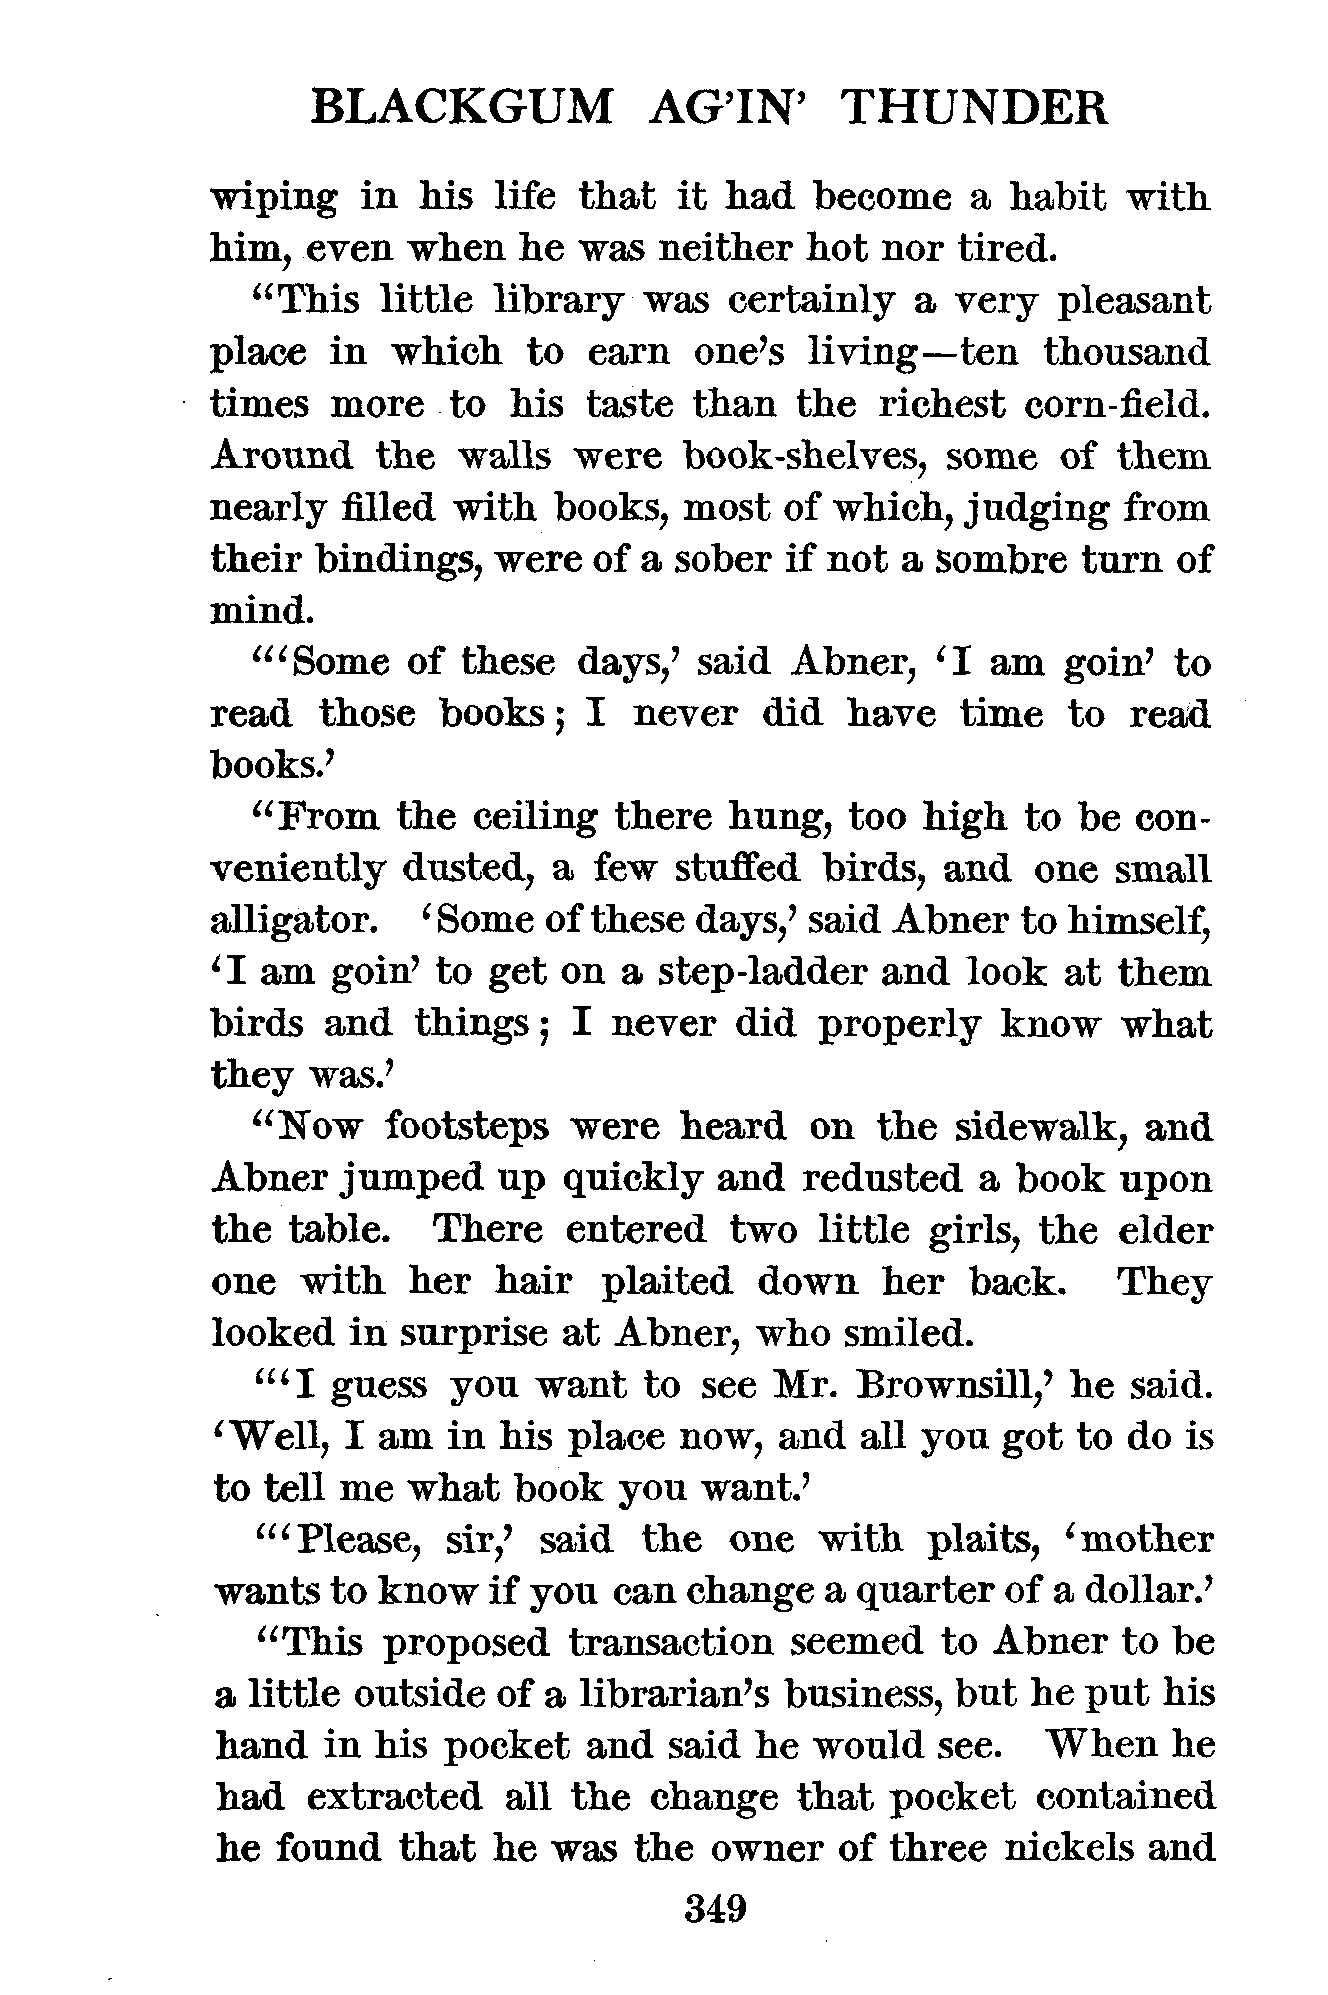 BLACKGUM AG'IN' THUNDER
wiping in his life that it had become a habit with
him, even when he was neither hot nor tired.
“This little library was certainly a very pleasant
place in which to earn one’s living—ten thousand
times more to his taste than the richest corn-field.
Around the walls were book-shelves, some of them
nearly filled with books, most of which, judging from
their bindings, were of a sober if not a sombre turn of
mind.
“‘Some of these days,’ said Abner, ‘I am goin’ to
read those books; I never did have time to read
books.’
“From the ceiling there hung, too high to be con-
veniently dusted, a few stuffed birds, and one small
alligator. ‘Some of these days,’ said Abner to himself,
‘I am goin’ to get on a step-ladder and look at them
birds and things; I never did properly know what
they was.’
“Now footsteps were heard on the sidewalk, and
Abner jumped up quickly and redusted a book upon
the table. There entered two little girls, the elder
one with her hair plaited down her back. They
looked in surprise at Abner, who smiled.
“‘I guess you want to see Mr. Brownsill,’ he said.
‘Well, I am in his place now, and all you got to do is
to tell me what book you want.’
“‘Please, sir,’ said the one with plaits, ‘mother
wants to know if you can change a quarter of a dollar.’
“This proposed transaction seemed to Abner to be
a little outside of a librarian’s business, but he put his
hand in his pocket and said he would see. When he
had extracted all the change that pocket contained
he found that he was the owner of three nickels and
349